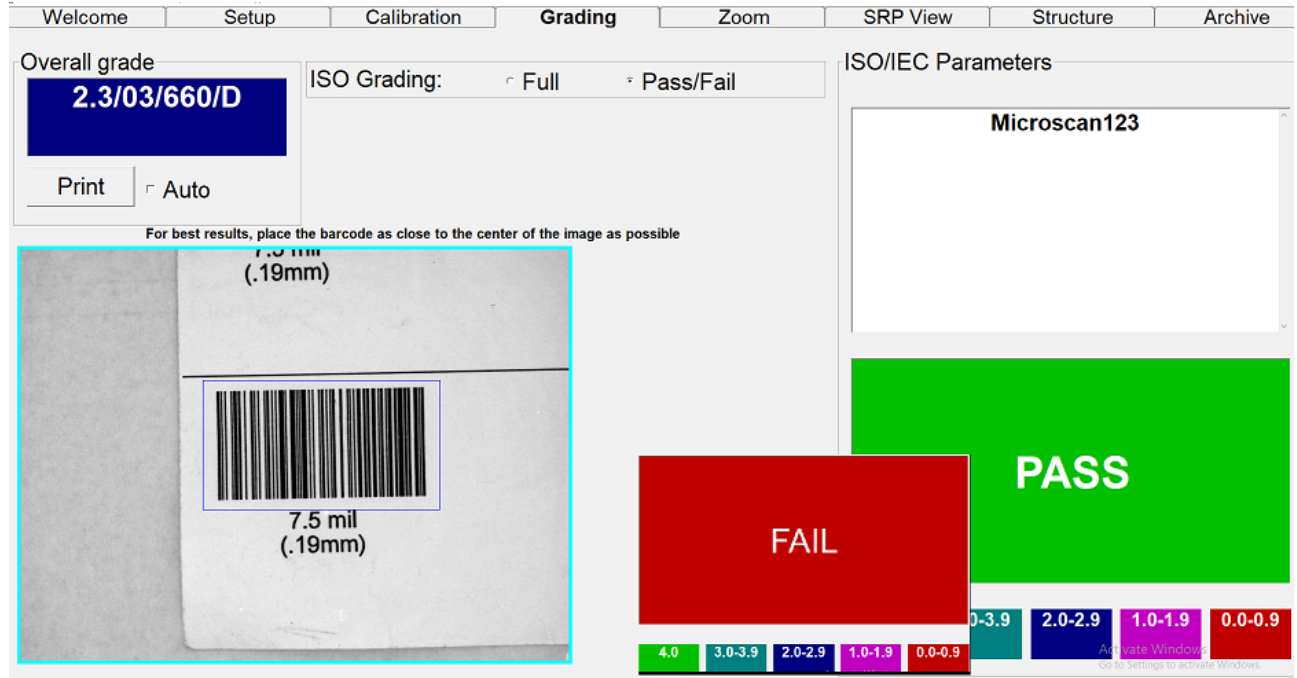 Welcome
Setup
Calibration
Grading
Zoom
SRP View
Structure
Archive
Overall grade
2.3/03/660/D
Print
Auto
ISO Grading:
Full
Pass/Fail
ISO/IEC Parameters
Microscan123
For best results, place the barcode as close to the center of the image as possible
7.5 mil
(.19mm)
7.5 mil
(.19mm)
PASS
FAIL
0-3.9
2.0-2.9
1.0-1.9
0.0-0.9
4.0
3.0-3.9
2.0-2.9
1.0-1.9
0.0-0.9
Activate Windows
Go to Settings to activate Windows.